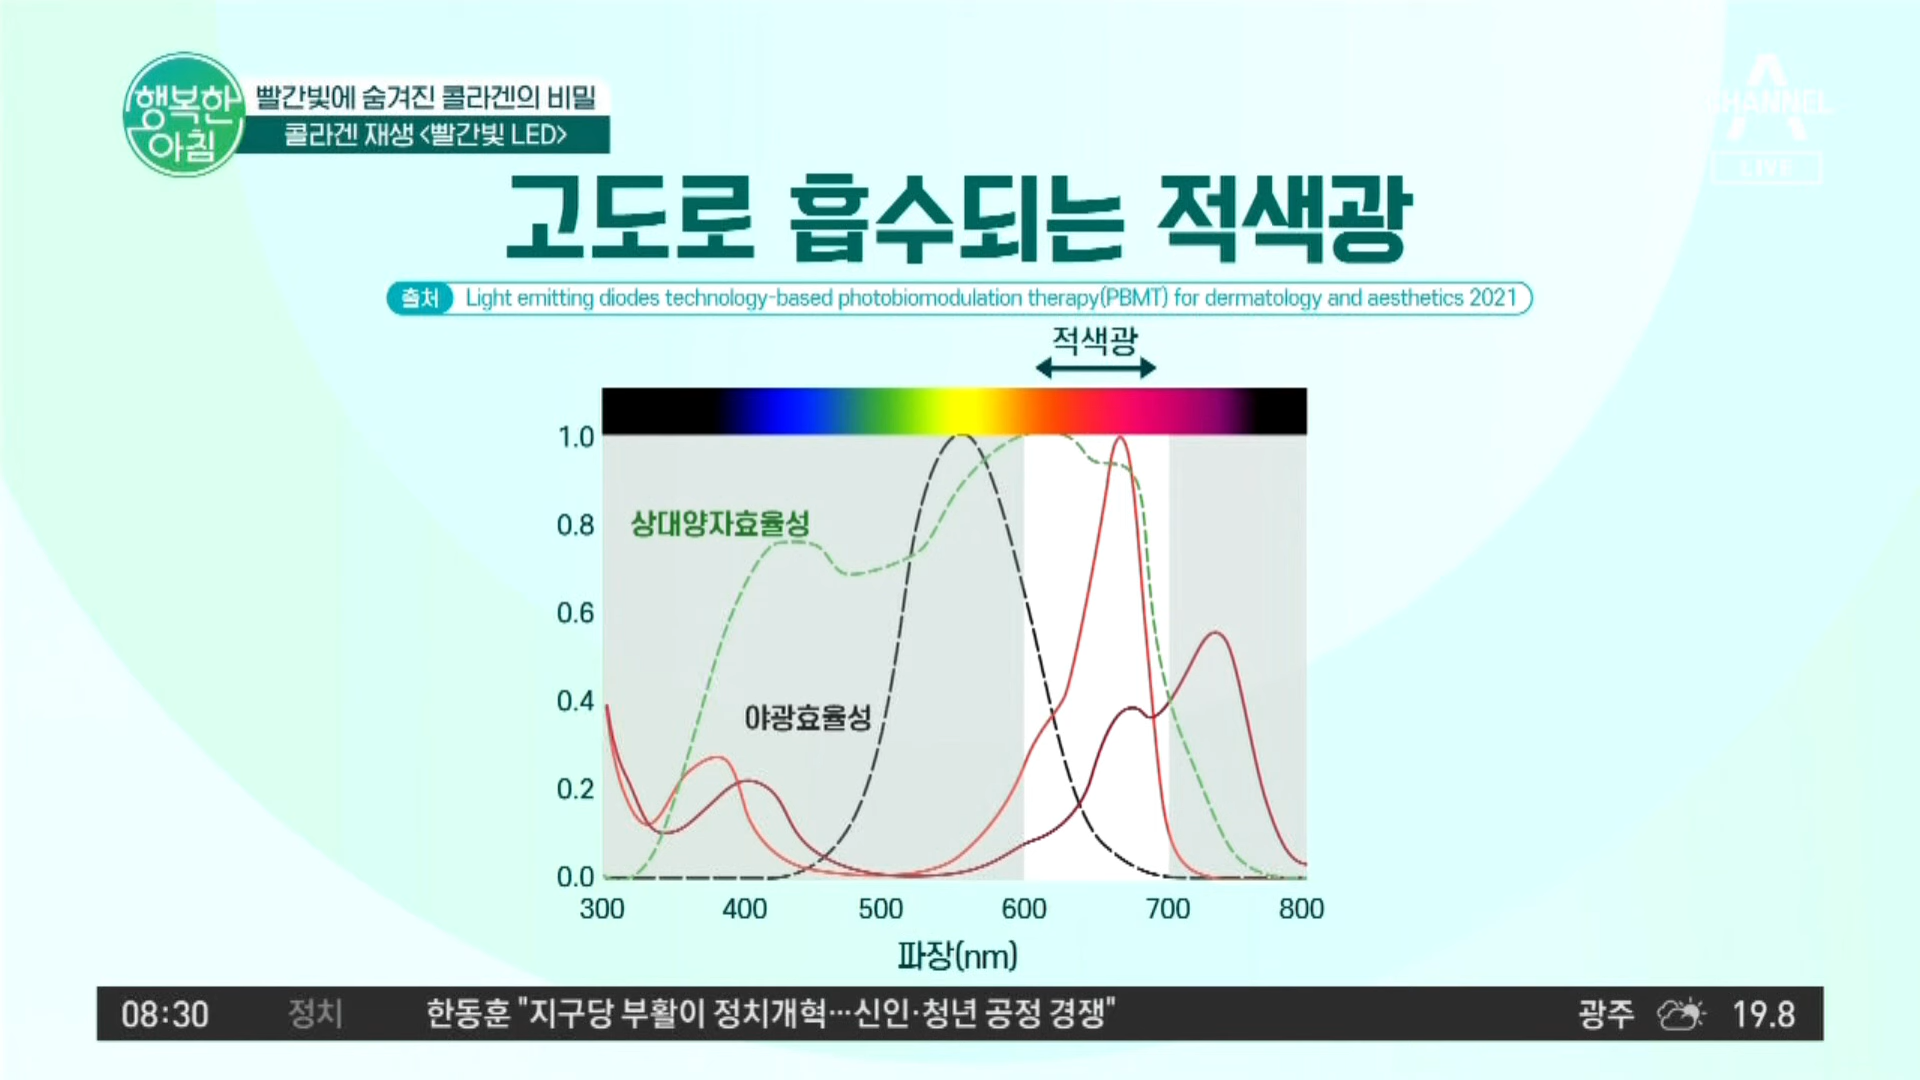 행복한
아침
빨간빛에 숨겨진 콜라겐의 비밀
콜라겐 재생 <빨간빛 LED>
CHANNEL A
LIVE
고도로 흡수되는 적색광
출처 Light emitting diodes technology-based photobiomodulation therapy(PBMT) for dermatology and aesthetics 2021
적색광
1.0
0.8
0.6
0.4
0.2
0.0
상대양자효율성
야광효율성
300 400 500 600 700 800
파장(nm)
08:30 정치 한동훈 "지구당 부활이 정치개혁…신인·청년 공정 경쟁" 광주 19.8